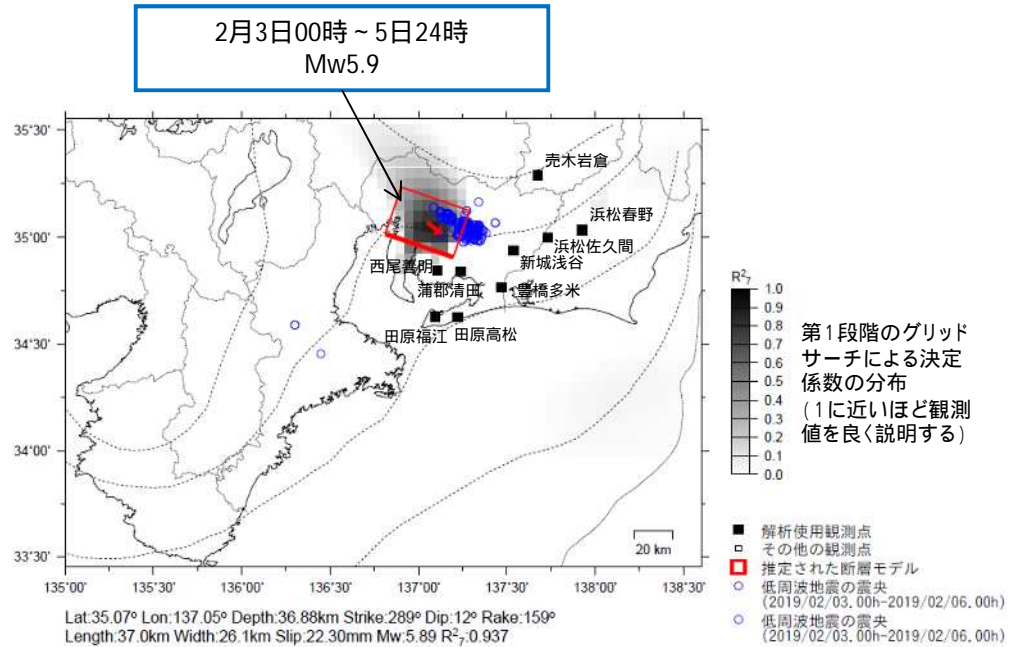 2月3日00時~5日24時
Mw5.9
35°30'
35°00'
34°30'
34°00'
33°30'
135°00'
135°30'
136°00'
136°30'
137°00'
137°30'
138°00'
138°30'
売木岩倉
浜松春野
浜松佐久間
新城浅谷
西尾善明
蒲郡清田
豊橋多米
田原福江
田原高松
20 km
R²₇
1.0
0.9
0.8
0.7
0.6
0.5
0.4
0.3
0.2
0.1
0.0
第1段階のグリッド
サーチによる決定
係数の分布
(1に近いほど観測
値を良く説明する)
解析使用観測点
その他の観測点
推定された断層モデル
低周波地震の震央
(2019/02/03.00h-2019/02/06.00h)
低周波地震の震央
(2019/02/03.00h-2019/02/06.00h)
Lat:35.07° Lon:137.05° Depth:36.88km Strike:289° Dip:12° Rake:159°
Length:37.0km Width:26.1km Slip:22.30mm Mw:5.89 R²₇:0.937